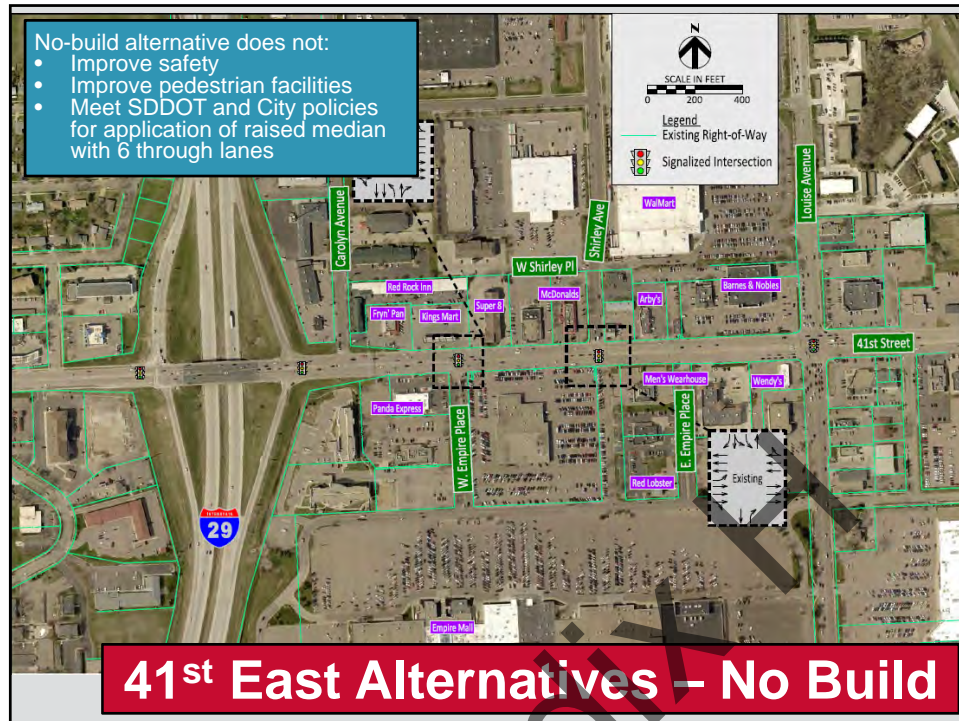 No-build alternative does not:
• Improve safety
• Improve pedestrian facilities
• Meet SDDOT and City policies
for application of raised median
with 6 through lanes
N
SCALE IN FEET
0 200 400
Legend
Existing Right-of-Way
Signalized Intersection
Carolyn Avenue
Shirley Ave
Louise Avenue
WalMart
W Shirley Pl
Red Rock Inn
Fryn' Pan
Kings Mart
Super 8
McDonalds
Arby's
Barnes & Nobles
41st Street
Panda Express
W. Empire Place
Men's Wearhouse
Wendy's
E. Empire Place
Red Lobster
Existing
INTERSTATE
29
Empire Mall
41st East Alternatives – No Build